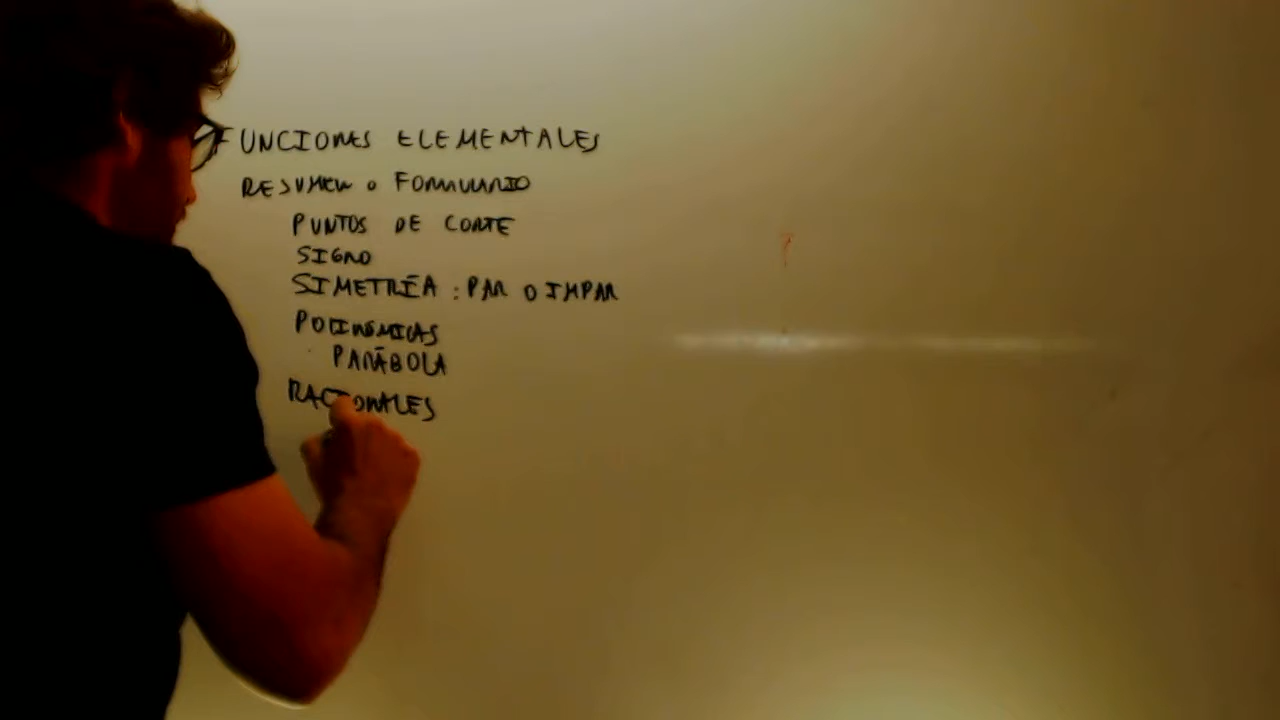 FUNCIONES ELEMENTALES
RESUMEN o FORMULARIO
PUNTOS DE CORTE
SIGNO
SIMETRÍA : PAR O IMPAR
POLINÓMICAS
PARÁBOLA
RACIONALES